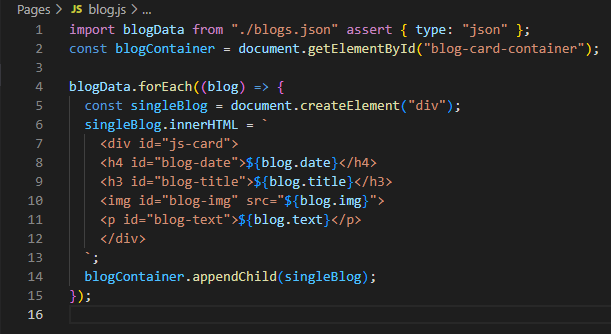 Pages > JS blog.js > ...
1 import blogData from "./blogs.json" assert { type: "json" };
2 const blogContainer = document.getElementById("blog-card-container");
3
4 blogData.forEach((blog) => {
5   const singleBlog = document.createElement("div");
6   singleBlog.innerHTML = `
7     <div id="js-card">
8     <h4 id="blog-date">${blog.date}</h4>
9     <h3 id="blog-title">${blog.title}</h3>
10     <img id="blog-img" src="${blog.img}">
11     <p id="blog-text">${blog.text}</p>
12     </div>
13   `;
14   blogContainer.appendChild(singleBlog);
15 });
16